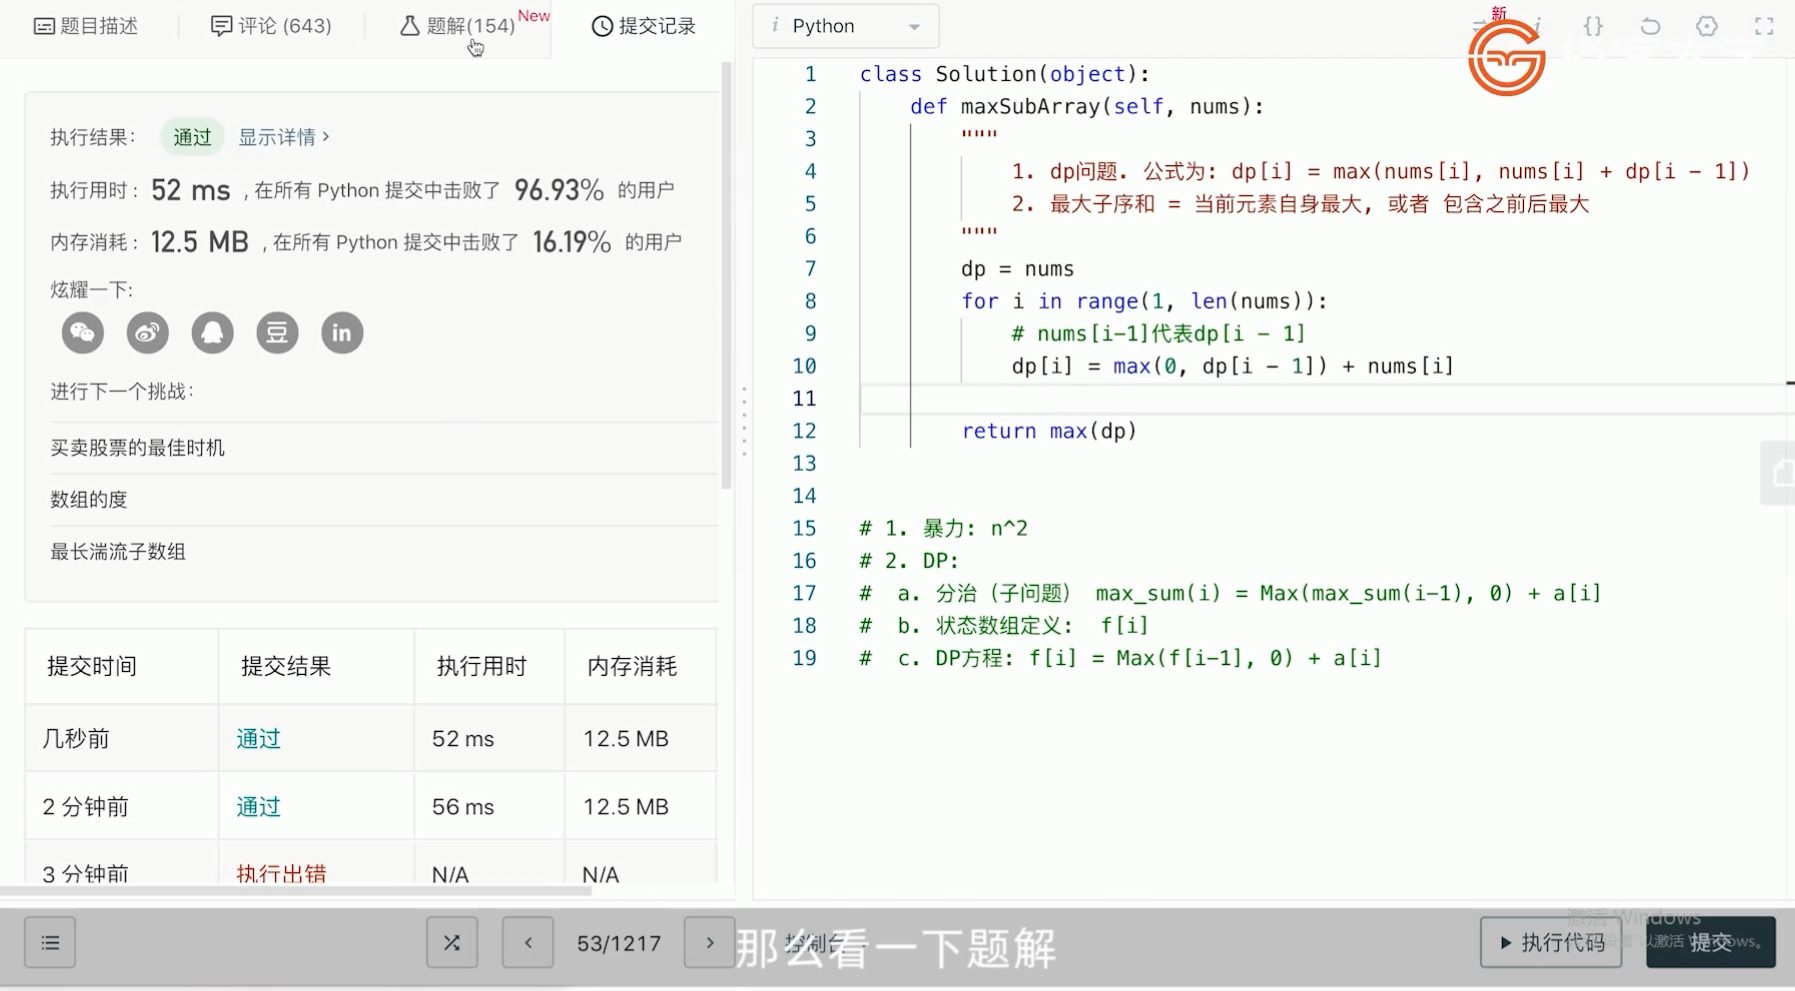 题目描述
评论 (643)
题解(154)
New
提交记录
执行结果：
通过
显示详情 ›
执行用时 : 52 ms , 在所有 Python 提交中击败了 96.93% 的用户
内存消耗 : 12.5 MB , 在所有 Python 提交中击败了 16.19% 的用户
炫耀一下:
豆
in
进行下一个挑战：
买卖股票的最佳时机
数组的度
最长湍流子数组
提交时间 提交结果 执行用时 内存消耗
几秒前 通过 52 ms 12.5 MB
2 分钟前 通过 56 ms 12.5 MB
3 分钟前 执行出错 N/A N/A
53/1217
i Python
新
i {}
1 class Solution(object):
2 def maxSubArray(self, nums):
3 """
4 1. dp问题. 公式为: dp[i] = max(nums[i], nums[i] + dp[i - 1])
5 2. 最大子序和 = 当前元素自身最大, 或者 包含之前后最大
6 """
7 dp = nums
8 for i in range(1, len(nums)):
9 # nums[i-1]代表dp[i - 1]
10 dp[i] = max(0, dp[i - 1]) + nums[i]
11
12 return max(dp)
13
14
15 # 1. 暴力: n^2
16 # 2. DP:
17 # a. 分治（子问题） max_sum(i) = Max(max_sum(i-1), 0) + a[i]
18 # b. 状态数组定义: f[i]
19 # c. DP方程: f[i] = Max(f[i-1], 0) + a[i]
控制台
那么看一下题解
执行代码
提交
激活 Windows